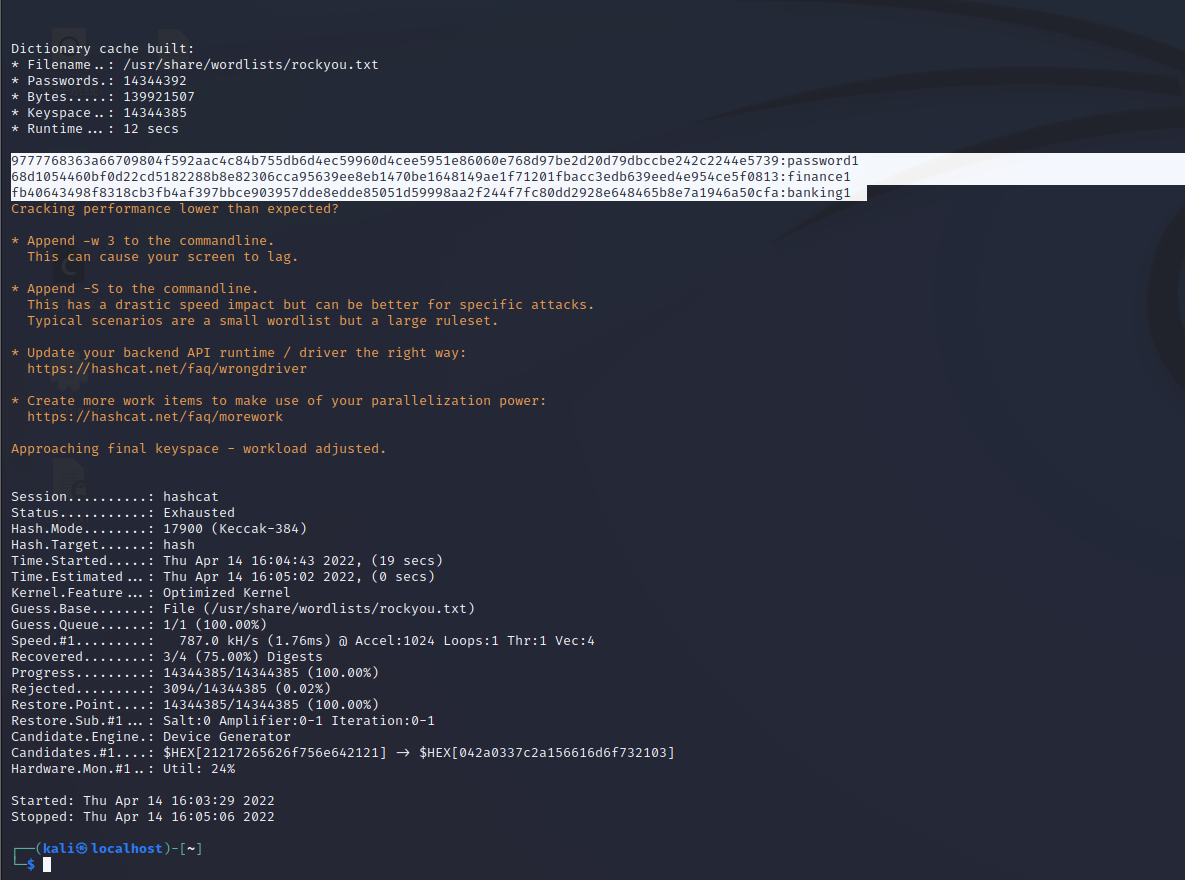 Dictionary cache built:
* Filename..: /usr/share/wordlists/rockyou.txt
* Passwords.: 14344392
* Bytes.....: 139921507
* Keyspace..: 14344385
* Runtime...: 12 secs
9777768363a66709804f592aac4c84b755db6d4ec59960d4cee5951e86060e768d97be2d20d79dbccbe242c2244e5739:password1
68d1054460bf0d22cd5182288b8e82306cca95639ee8eb1470be1648149ae1f71201fbacc3edb639eed4e954ce5f0813:finance1
fb40643498f8318cb3fb4af397bbce903957dde8edde85051d59998aa2f244f7fc80dd2928e648465b8e7a1946a50cfa:banking1
Cracking performance lower than expected?
* Append -w 3 to the commandline.
This can cause your screen to lag.
* Append -S to the commandline.
This has a drastic speed impact but can be better for specific attacks.
Typical scenarios are a small wordlist but a large ruleset.
* Update your backend API runtime / driver the right way:
https://hashcat.net/faq/wrongdriver
* Create more work items to make use of your parallelization power:
https://hashcat.net/faq/morework
Approaching final keyspace - workload adjusted.
Session..........: hashcat
Status...........: Exhausted
Hash.Mode........: 17900 (Keccak-384)
Hash.Target......: hash
Time.Started.....: Thu Apr 14 16:04:43 2022, (19 secs)
Time.Estimated...: Thu Apr 14 16:05:02 2022, (0 secs)
Kernel.Feature...: Optimized Kernel
Guess.Base.......: File (/usr/share/wordlists/rockyou.txt)
Guess.Queue......: 1/1 (100.00%)
Speed.#1.........:   787.0 kH/s (1.76ms) @ Accel:1024 Loops:1 Thr:1 Vec:4
Recovered........: 3/4 (75.00%) Digests
Progress.........: 14344385/14344385 (100.00%)
Rejected.........: 3094/14344385 (0.02%)
Restore.Point....: 14344385/14344385 (100.00%)
Restore.Sub.#1...: Salt:0 Amplifier:0-1 Iteration:0-1
Candidate.Engine.: Device Generator
Candidates.#1....: $HEX[21217265626f756e642121] -> $HEX[042a0337c2a156616d6f732103]
Hardware.Mon.#1..: Util: 24%
Started: Thu Apr 14 16:03:29 2022
Stopped: Thu Apr 14 16:05:06 2022
┌──(kali㉿localhost)-[~]
└─$